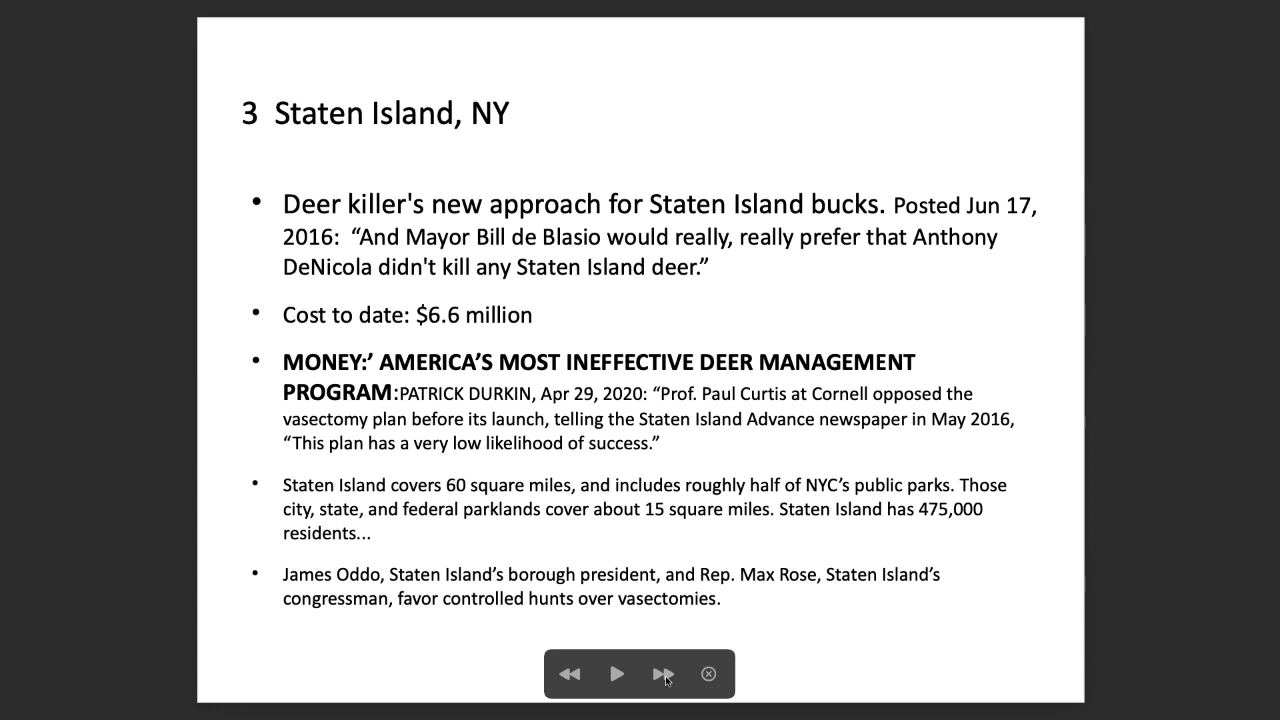 3 Staten Island, NY
• Deer killer's new approach for Staten Island bucks. Posted Jun 17,
2016: “And Mayor Bill de Blasio would really, really prefer that Anthony
DeNicola didn't kill any Staten Island deer.”
• Cost to date: $6.6 million
• MONEY:’ AMERICA’S MOST INEFFECTIVE DEER MANAGEMENT
PROGRAM:PATRICK DURKIN, Apr 29, 2020: “Prof. Paul Curtis at Cornell opposed the
vasectomy plan before its launch, telling the Staten Island Advance newspaper in May 2016,
“This plan has a very low likelihood of success.”
• Staten Island covers 60 square miles, and includes roughly half of NYC’s public parks. Those
city, state, and federal parklands cover about 15 square miles. Staten Island has 475,000
residents...
• James Oddo, Staten Island’s borough president, and Rep. Max Rose, Staten Island’s
congressman, favor controlled hunts over vasectomies.